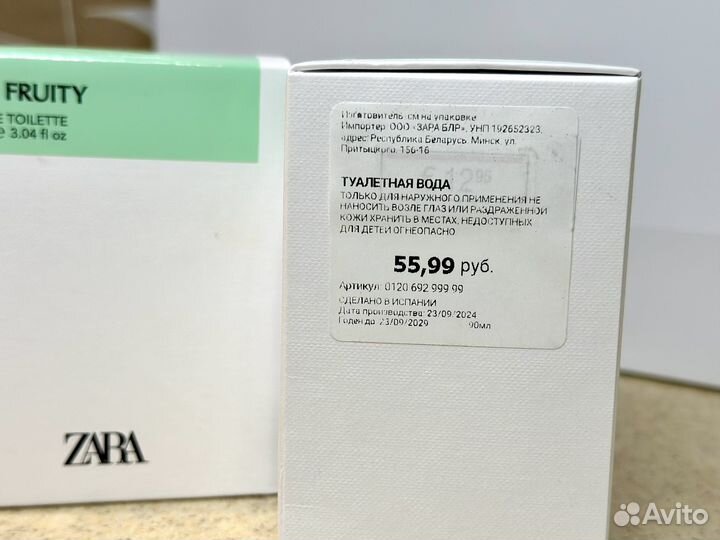 FRUITY
E TOILETTE
e 3.04 fl oz
ZARA
Изготовитель: см на упаковке
Импортер: ООО «ЗАРА БЛР», УНП 192652323,
адрес: Республика Беларусь, Минск, ул.
Притыцкого, 156-16
€ 12,95
ТУАЛЕТНАЯ ВОДА
ТОЛЬКО ДЛЯ НАРУЖНОГО ПРИМЕНЕНИЯ НЕ
НАНОСИТЬ ВОЗЛЕ ГЛАЗ ИЛИ РАЗДРАЖЕННОЙ
КОЖИ ХРАНИТЬ В МЕСТАХ, НЕДОСТУПНЫХ
ДЛЯ ДЕТЕЙ ОГНЕОПАСНО
55,99 руб.
Артикул: 0120 692 999 99
СДЕЛАНО В ИСПАНИИ
Дата производства: 23/09/2024
Годен до: 23/09/2029 90мл
Avito